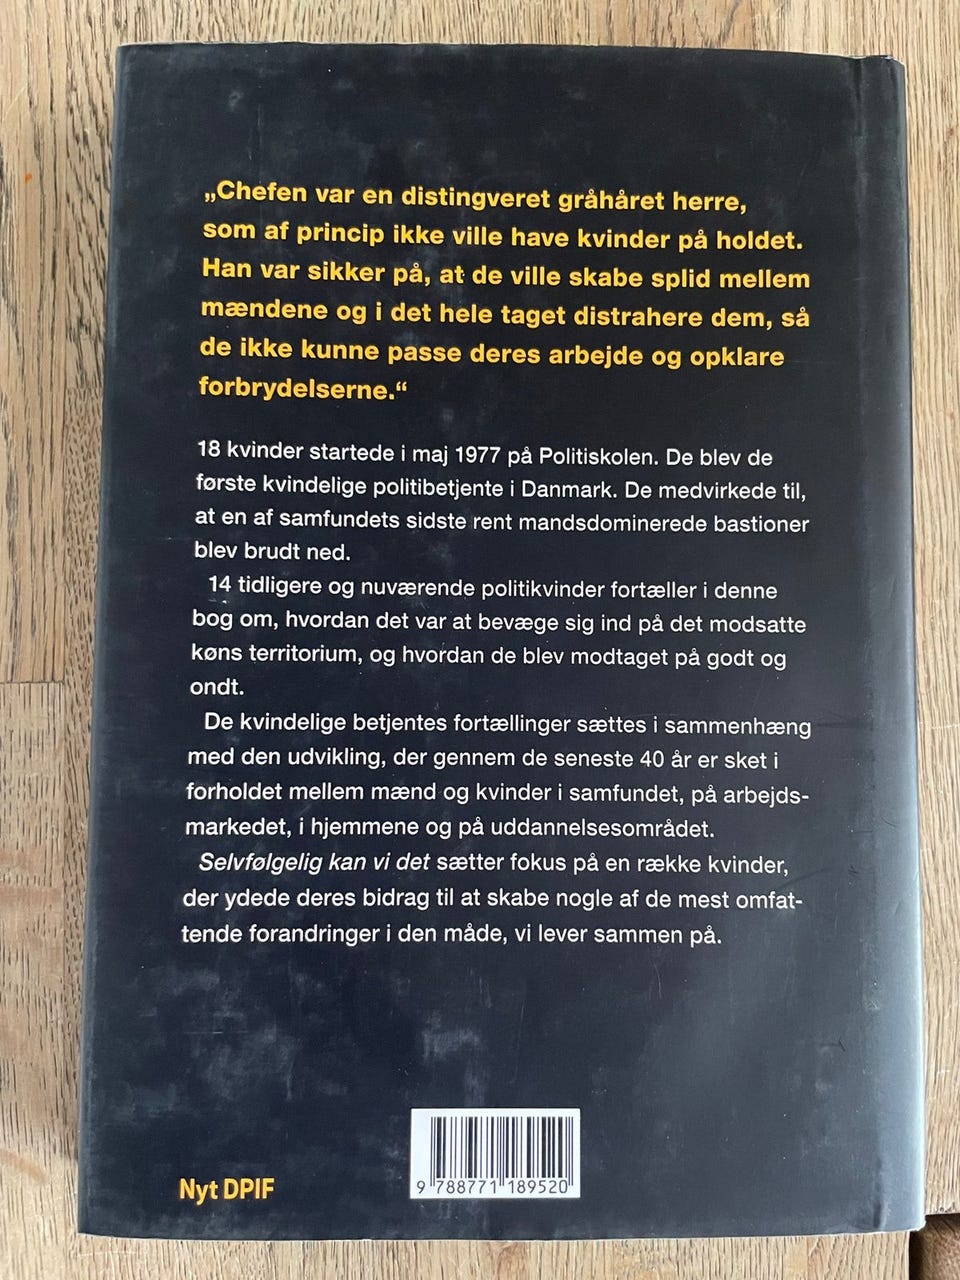 „Chefen var en distingveret gråhåret herre,
som af princip ikke ville have kvinder på holdet.
Han var sikker på, at de ville skabe splid mellem
mændene og i det hele taget distrahere dem, så
de ikke kunne passe deres arbejde og opklare
forbrydelserne.“
18 kvinder startede i maj 1977 på Politiskolen. De blev de
første kvindelige politibetjente i Danmark. De medvirkede til,
at en af samfundets sidste rent mandsdominerede bastioner
blev brudt ned.
14 tidligere og nuværende politikvinder fortæller i denne
bog om, hvordan det var at bevæge sig ind på det modsatte
køns territorium, og hvordan de blev modtaget på godt og
ondt.
De kvindelige betjentes fortællinger sættes i sammenhæng
med den udvikling, der gennem de seneste 40 år er sket i
forholdet mellem mænd og kvinder i samfundet, på arbejds-
markedet, i hjemmene og på uddannelsesområdet.
Selvfølgelig kan vi det sætter fokus på en række kvinder,
der ydede deres bidrag til at skabe nogle af de mest omfat-
tende forandringer i den måde, vi lever sammen på.
Nyt DPIF
9 788771 189520